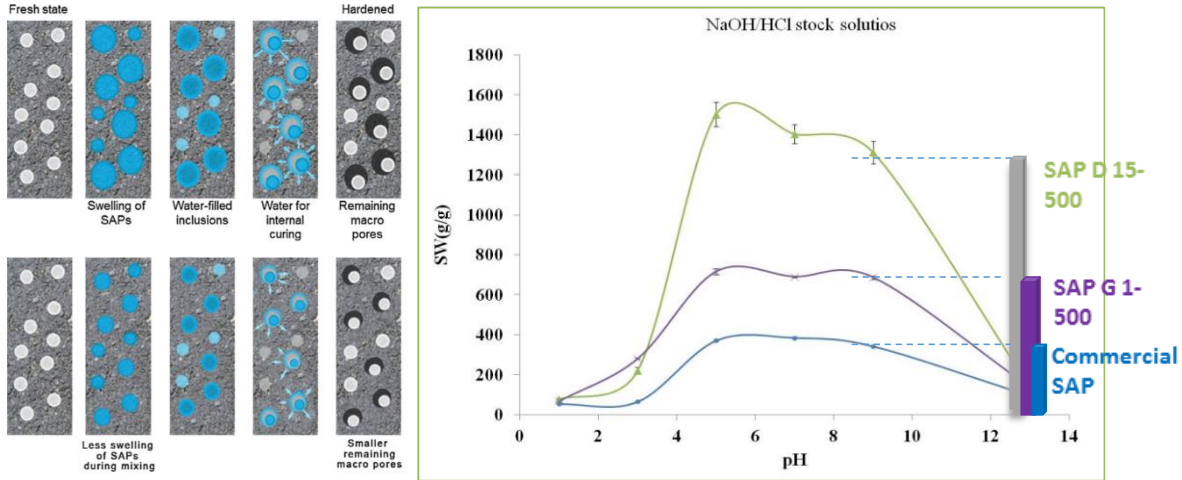 Fresh state
Hardened
Swelling of SAPs
Water-filled inclusions
Water for internal curing
Remaining macro pores
Less swelling of SAPs during mixing
Smaller remaining macro pores
NaOH/HCl stock solutios
SW(g/g)
1800
1600
1400
1200
1000
800
600
400
200
0
0 2 4 6 8 10 12 14
pH
SAP D 15-
500
SAP G 1-
500
Commercial
SAP